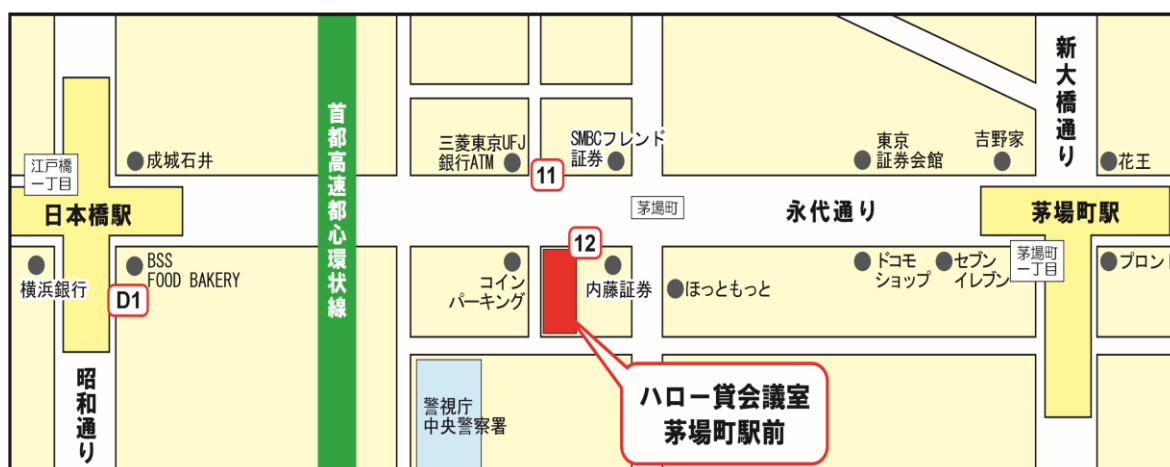 新大橋通り
首都高速都心環状線
三菱東京UFJ
銀行ATM
SMBCフレンド
証券
東京
証券会館
吉野家
花王
成城石井
江戸橋
一丁目
11
日本橋駅
茅場町
永代通り
茅場町駅
12
茅場町
一丁目
横浜銀行
BSS
FOOD BAKERY
D1
コイン
パーキング
内藤証券
ほっともっと
ドコモ
ショップ
セブン
イレブン
プロント
昭和通り
警視庁
中央警察署
ハロー貸会議室
茅場町駅前